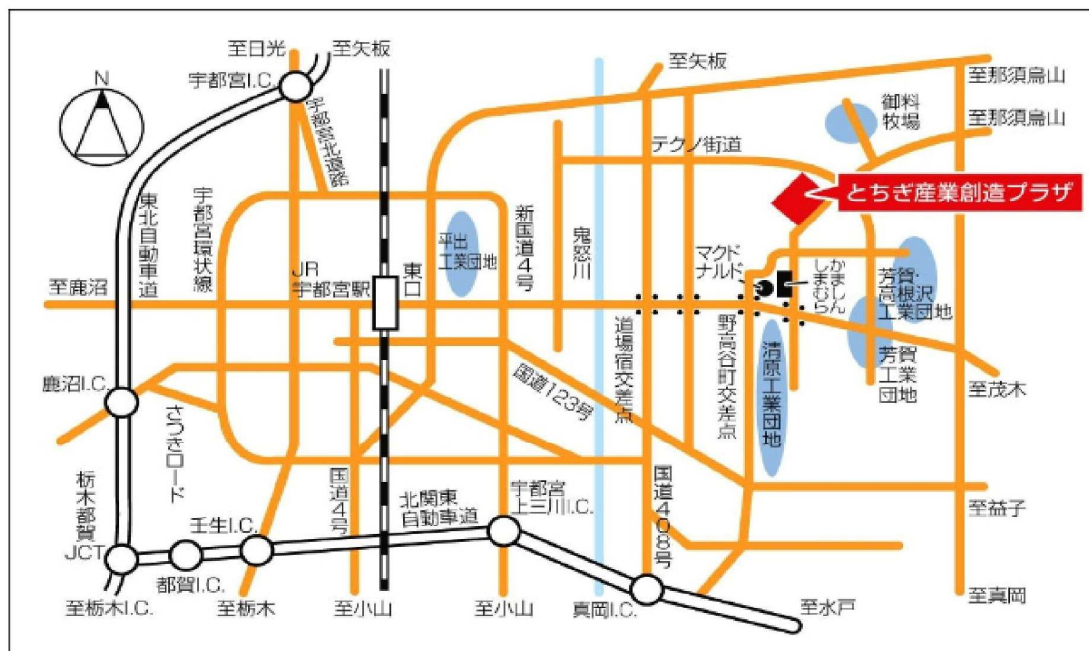 至日光
至矢板
宇都宮I.C.
N
宇都宮北道路
東北自動車道
宇都宮環状線
至鹿沼
JR
宇都宮駅
東口
平出
工業団地
新国道4号
鬼怒川
至矢板
テクノ街道
御料
牧場
至那須烏山
至那須烏山
とちぎ産業創造プラザ
マクド
ナルド
かましん
しまむら
芳賀・
高根沢
工業団地
芳賀
工業
団地
道場宿交差点
野高谷町交差点
清原工業団地
至茂木
鹿沼I.C.
さつきロード
国道123号
栃木都賀
JCT
壬生I.C.
都賀I.C.
国道4号
北関東
自動車道
宇都宮
上三川I.C.
国道408号
至益子
至栃木I.C.
至栃木
至小山
至小山
真岡I.C.
至水戸
至真岡